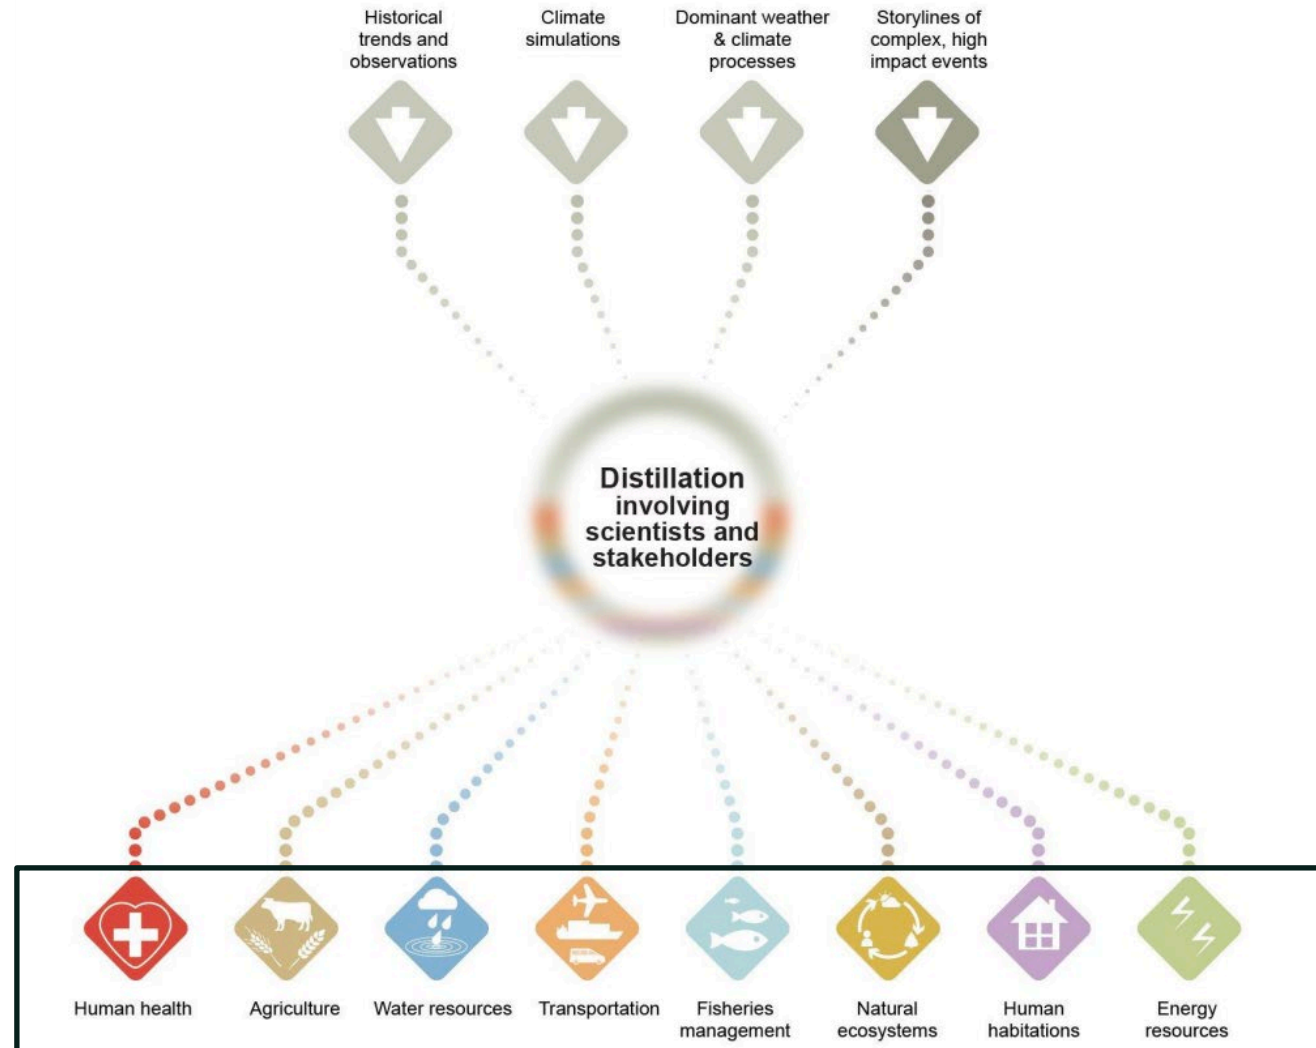 Historical
trends and
observations
Climate
simulations
Dominant weather
& climate
processes
Storylines of
complex, high
impact events
Distillation
involving
scientists and
stakeholders
Human health
Agriculture
Water resources
Transportation
Fisheries
management
Natural
ecosystems
Human
habitations
Energy
resources